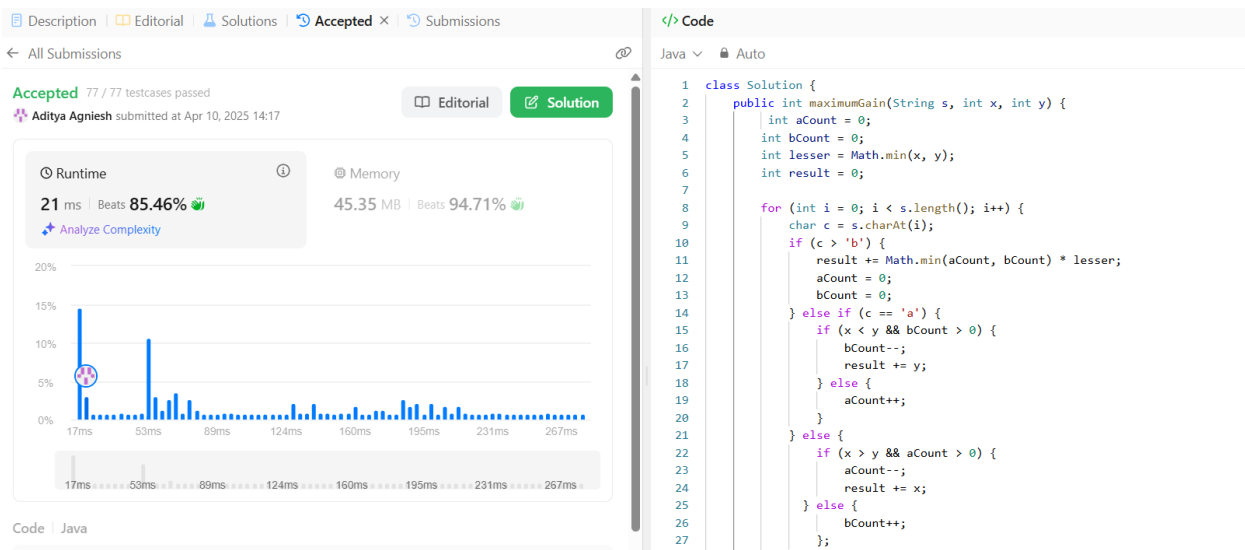 Description | Editorial | Solutions | Accepted × | Submissions
All Submissions
Accepted 77 / 77 testcases passed
Editorial
Solution
Aditya Agniesh submitted at Apr 10, 2025 14:17
Runtime
21 ms | Beats 85.46%
Analyze Complexity
Memory
45.35 MB | Beats 94.71%
20%
15%
10%
5%
0%
17ms 53ms 89ms 124ms 160ms 195ms 231ms 267ms
17ms 53ms 89ms 124ms 160ms 195ms 231ms 267ms
Code | Java
</> Code
Java Auto
1 class Solution {
2 public int maximumGain(String s, int x, int y) {
3 int aCount = 0;
4 int bCount = 0;
5 int lesser = Math.min(x, y);
6 int result = 0;
7
8 for (int i = 0; i < s.length(); i++) {
9 char c = s.charAt(i);
10 if (c > 'b') {
11 result += Math.min(aCount, bCount) * lesser;
12 aCount = 0;
13 bCount = 0;
14 } else if (c == 'a') {
15 if (x < y && bCount > 0) {
16 bCount--;
17 result += y;
18 } else {
19 aCount++;
20 }
21 } else {
22 if (x > y && aCount > 0) {
23 aCount--;
24 result += x;
25 } else {
26 bCount++;
27 };